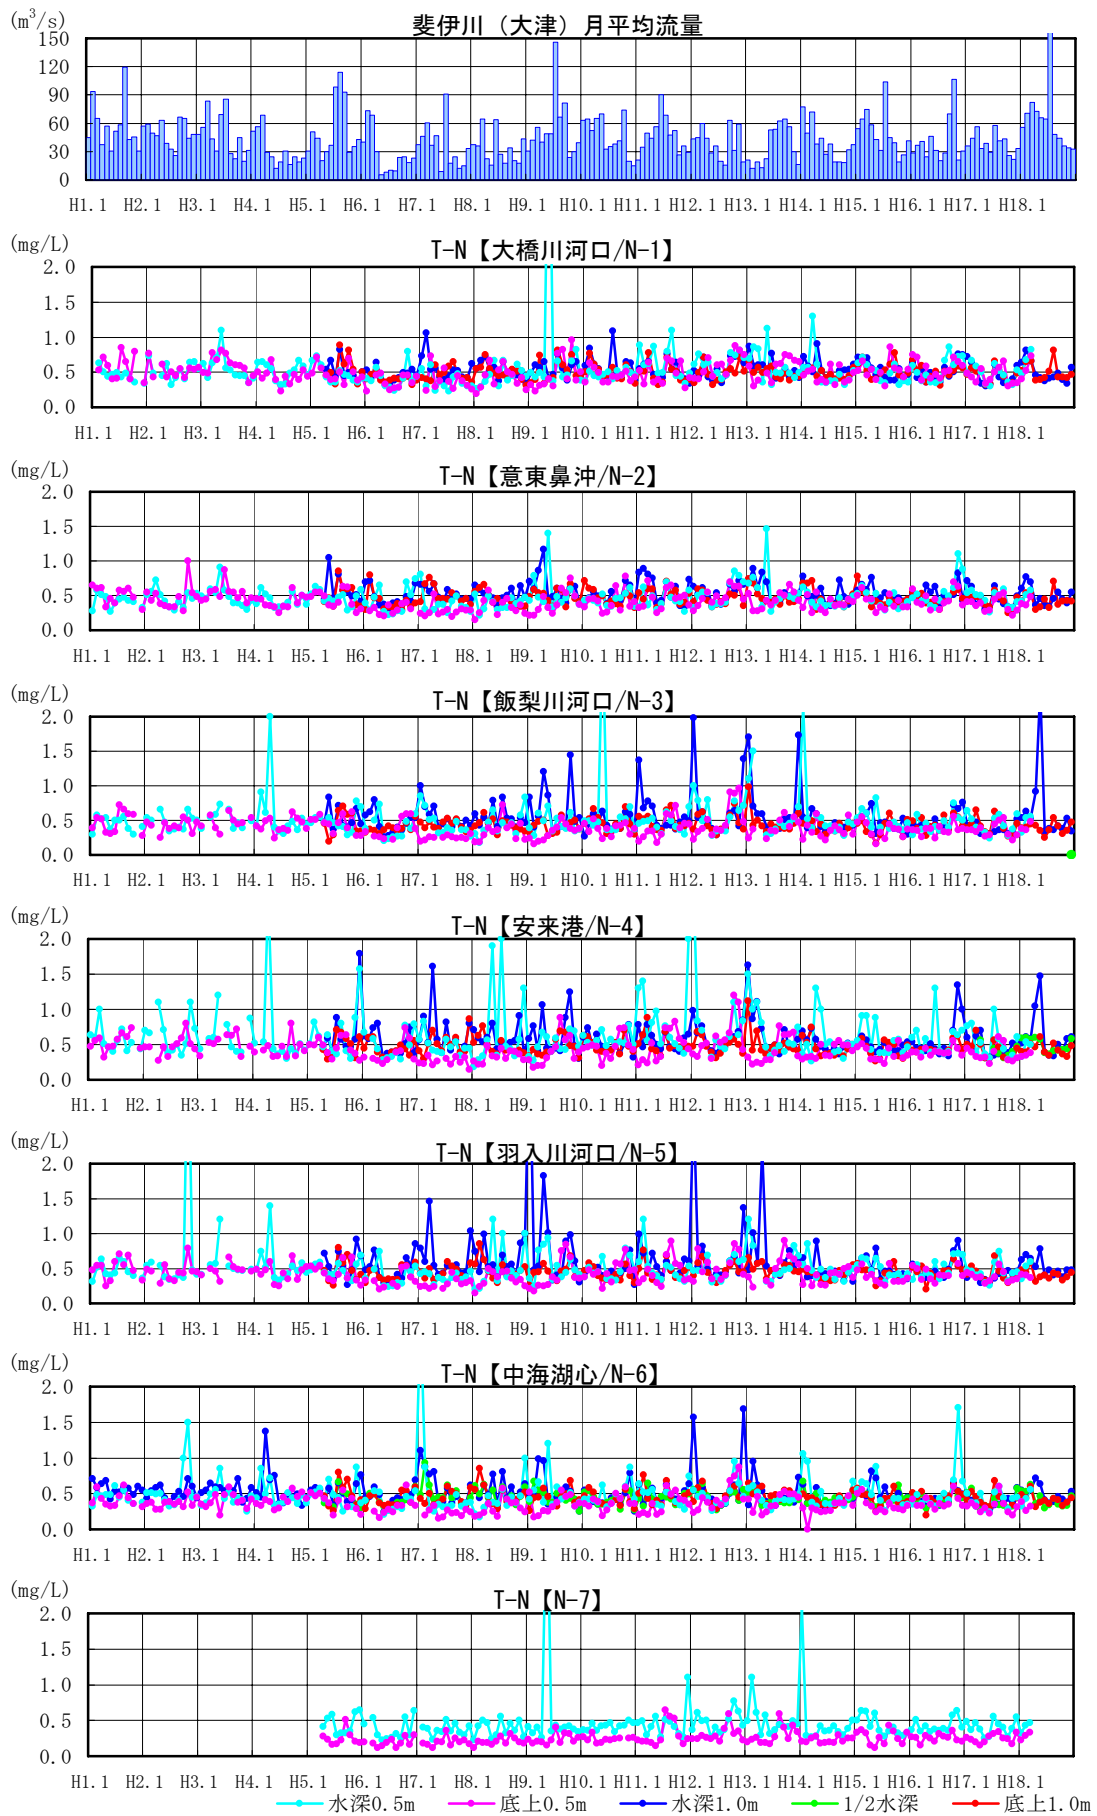 (m³/s)
斐伊川（大津）月平均流量
150
120
90
60
30
0
H1.1 H2.1 H3.1 H4.1 H5.1 H6.1 H7.1 H8.1 H9.1 H10.1 H11.1 H12.1 H13.1 H14.1 H15.1 H16.1 H17.1 H18.1
(mg/L)
T-N【大橋川河口/N-1】
2.0
1.5
1.0
0.5
0.0
H1.1 H2.1 H3.1 H4.1 H5.1 H6.1 H7.1 H8.1 H9.1 H10.1 H11.1 H12.1 H13.1 H14.1 H15.1 H16.1 H17.1 H18.1
(mg/L)
T-N【意東鼻沖/N-2】
2.0
1.5
1.0
0.5
0.0
H1.1 H2.1 H3.1 H4.1 H5.1 H6.1 H7.1 H8.1 H9.1 H10.1 H11.1 H12.1 H13.1 H14.1 H15.1 H16.1 H17.1 H18.1
(mg/L)
T-N【飯梨川河口/N-3】
2.0
1.5
1.0
0.5
0.0
H1.1 H2.1 H3.1 H4.1 H5.1 H6.1 H7.1 H8.1 H9.1 H10.1 H11.1 H12.1 H13.1 H14.1 H15.1 H16.1 H17.1 H18.1
(mg/L)
T-N【安来港/N-4】
2.0
1.5
1.0
0.5
0.0
H1.1 H2.1 H3.1 H4.1 H5.1 H6.1 H7.1 H8.1 H9.1 H10.1 H11.1 H12.1 H13.1 H14.1 H15.1 H16.1 H17.1 H18.1
(mg/L)
T-N【羽入川河口/N-5】
2.0
1.5
1.0
0.5
0.0
H1.1 H2.1 H3.1 H4.1 H5.1 H6.1 H7.1 H8.1 H9.1 H10.1 H11.1 H12.1 H13.1 H14.1 H15.1 H16.1 H17.1 H18.1
(mg/L)
T-N【中海湖心/N-6】
2.0
1.5
1.0
0.5
0.0
H1.1 H2.1 H3.1 H4.1 H5.1 H6.1 H7.1 H8.1 H9.1 H10.1 H11.1 H12.1 H13.1 H14.1 H15.1 H16.1 H17.1 H18.1
(mg/L)
T-N【N-7】
2.0
1.5
1.0
0.5
0.0
H1.1 H2.1 H3.1 H4.1 H5.1 H6.1 H7.1 H8.1 H9.1 H10.1 H11.1 H12.1 H13.1 H14.1 H15.1 H16.1 H17.1 H18.1
水深0.5m 底上0.5m 水深1.0m 1/2水深 底上1.0m